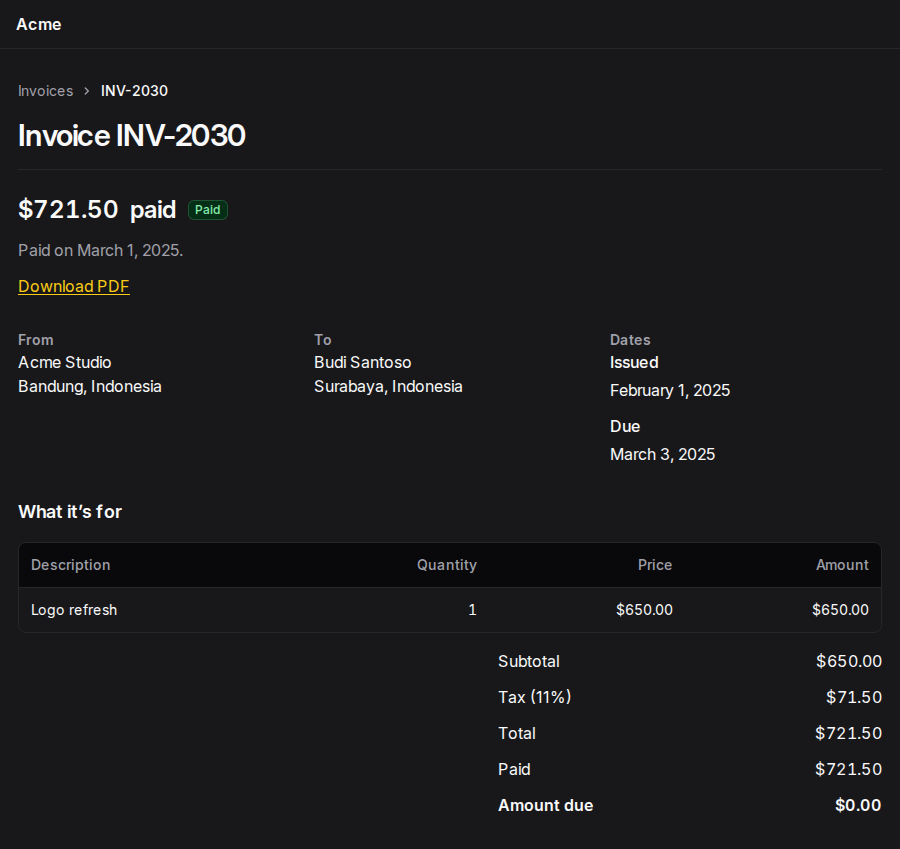 Acme
Invoices › INV-2030
Invoice INV-2030
$721.50 paid Paid
Paid on March 1, 2025.
Download PDF
From
Acme Studio
Bandung, Indonesia
To
Budi Santoso
Surabaya, Indonesia
Dates
Issued
February 1, 2025
Due
March 3, 2025
What it’s for
Description Quantity Price Amount
Logo refresh 1 $650.00 $650.00
Subtotal $650.00
Tax (11%) $71.50
Total $721.50
Paid $721.50
Amount due $0.00